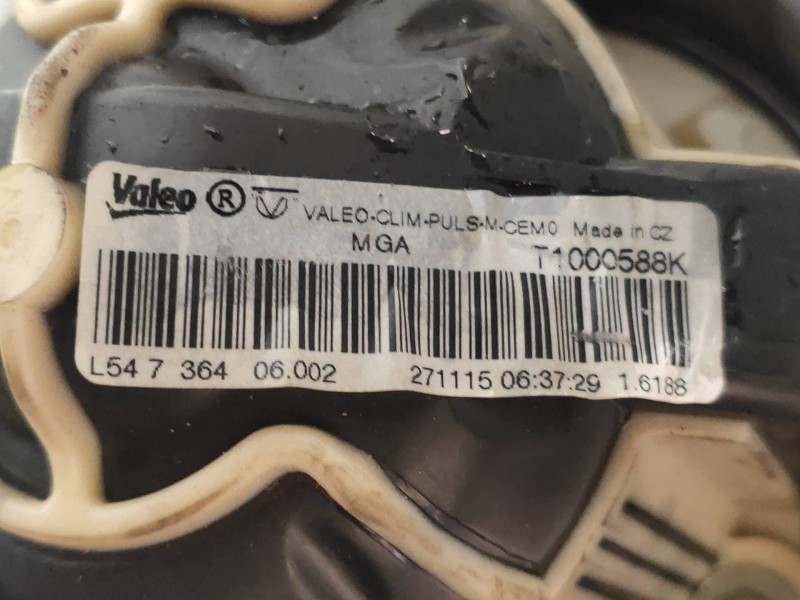 Valeo ® VALEO-CLIM-PULS-M-CEM0 Made in CZ
MGA T1000588K
L54 7 364 06.002 271115 06:37:29 1.6188